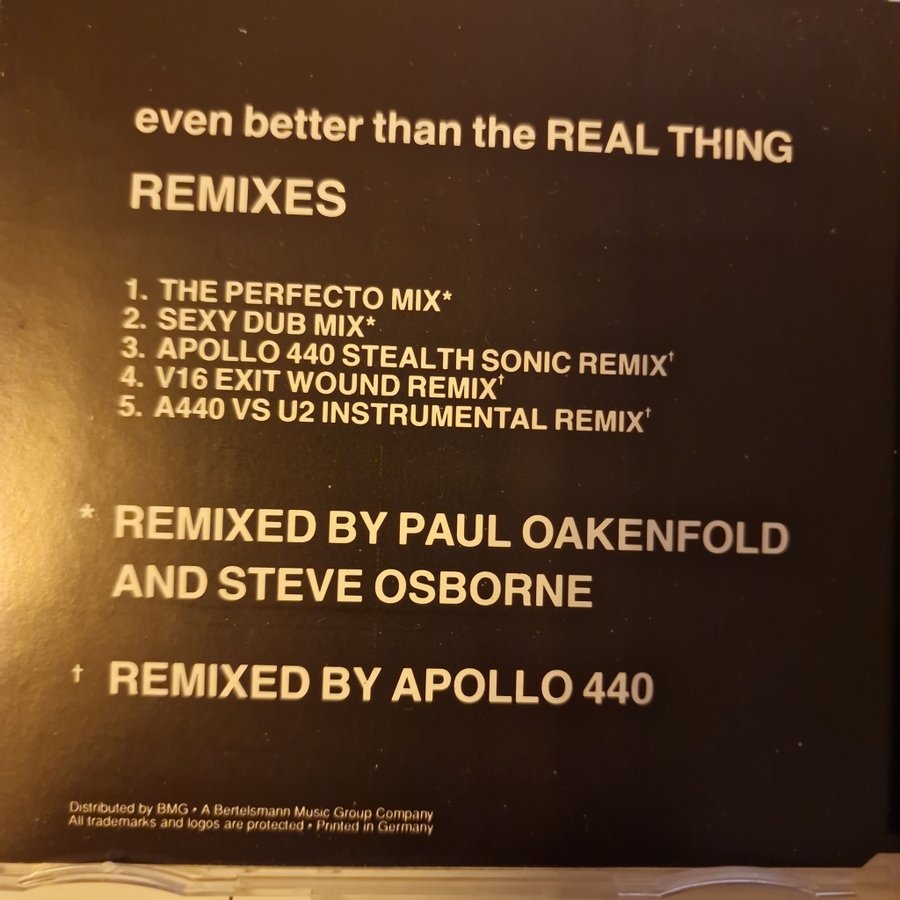 even better than the REAL THING
REMIXES
1. THE PERFECTO MIX*
2. SEXY DUB MIX*
3. APOLLO 440 STEALTH SONIC REMIX†
4. V16 EXIT WOUND REMIX†
5. A440 VS U2 INSTRUMENTAL REMIX†
* REMIXED BY PAUL OAKENFOLD
AND STEVE OSBORNE
† REMIXED BY APOLLO 440
Distributed by BMG • A Bertelsmann Music Group Company
All trademarks and logos are protected • Printed in Germany